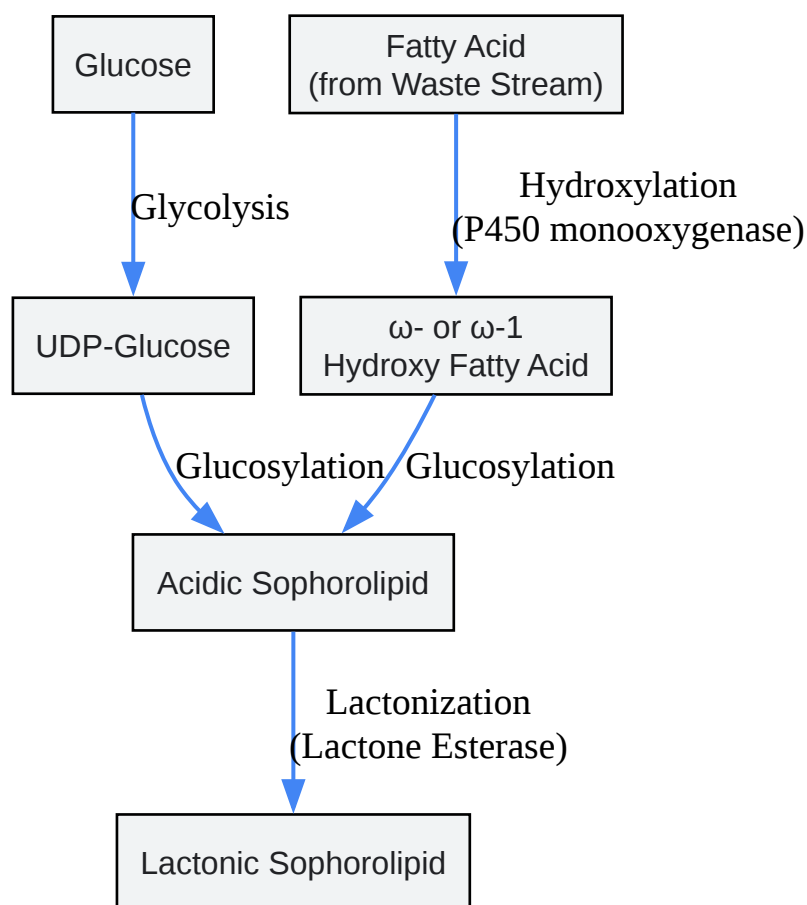 Glucose
Fatty Acid
(from Waste Stream)
Glycolysis
Hydroxylation
(P450 monooxygenase)
UDP-Glucose
ω- or ω-1
Hydroxy Fatty Acid
Glucosylation
Glucosylation
Acidic Sophorolipid
Lactonization
(Lactone Esterase)
Lactonic Sophorolipid